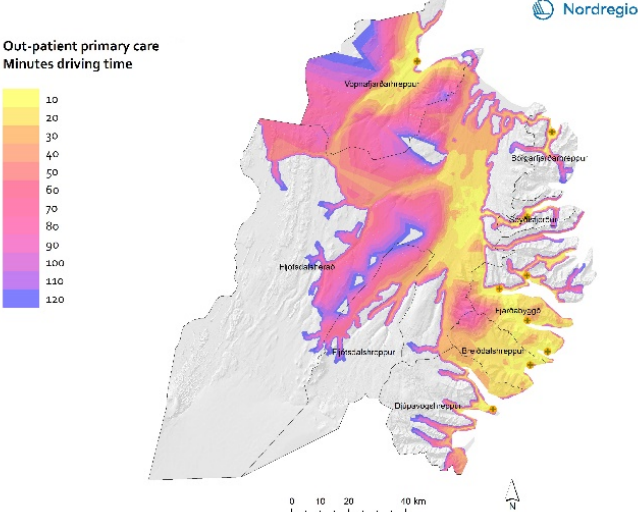 Nordregio
Out-patient primary care
Minutes driving time
10
20
30
40
50
60
70
80
90
100
110
120
Vopnafjarðarhreppur
Borgarfjarðarhreppur
Seyðisfjörður
Fljótsdalshérað
Fjarðabyggð
Breiðdalshreppur
Fljótsdalshreppur
Djúpavogshreppur
0 10 20 40 km
N